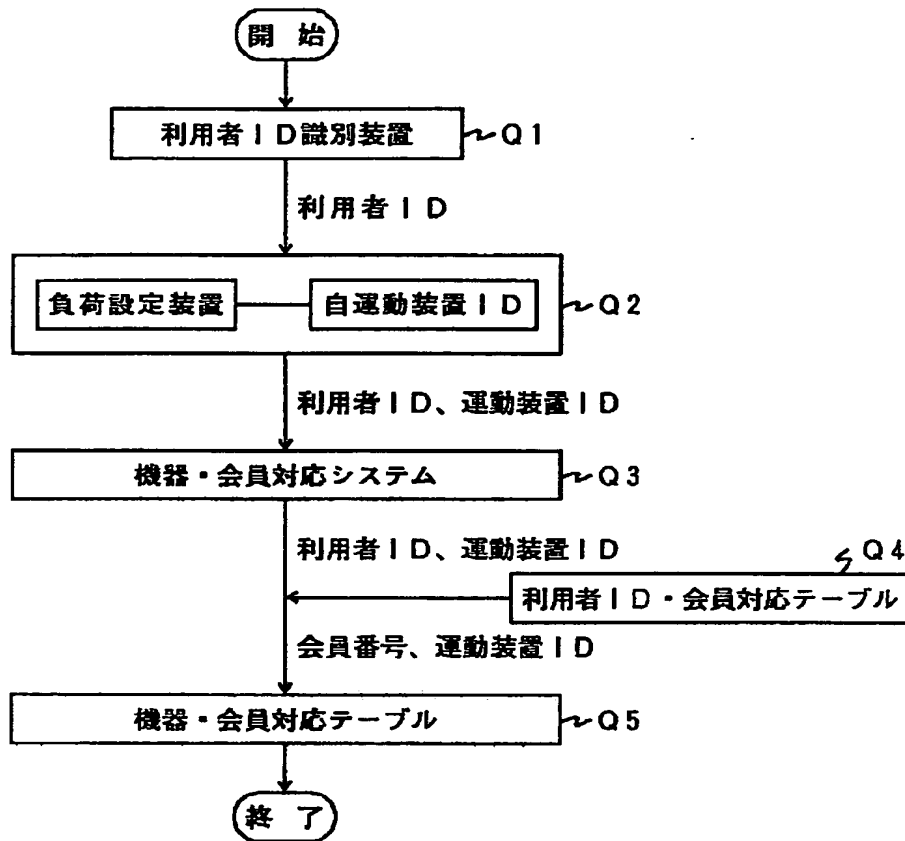 開 始
利用者ID識別装置 Q1
利用者ID
負荷設定装置 自運動装置ID Q2
利用者ID、運動装置ID
機器・会員対応システム Q3
利用者ID、運動装置ID
Q4
利用者ID・会員対応テーブル
会員番号、運動装置ID
機器・会員対応テーブル Q5
終 了